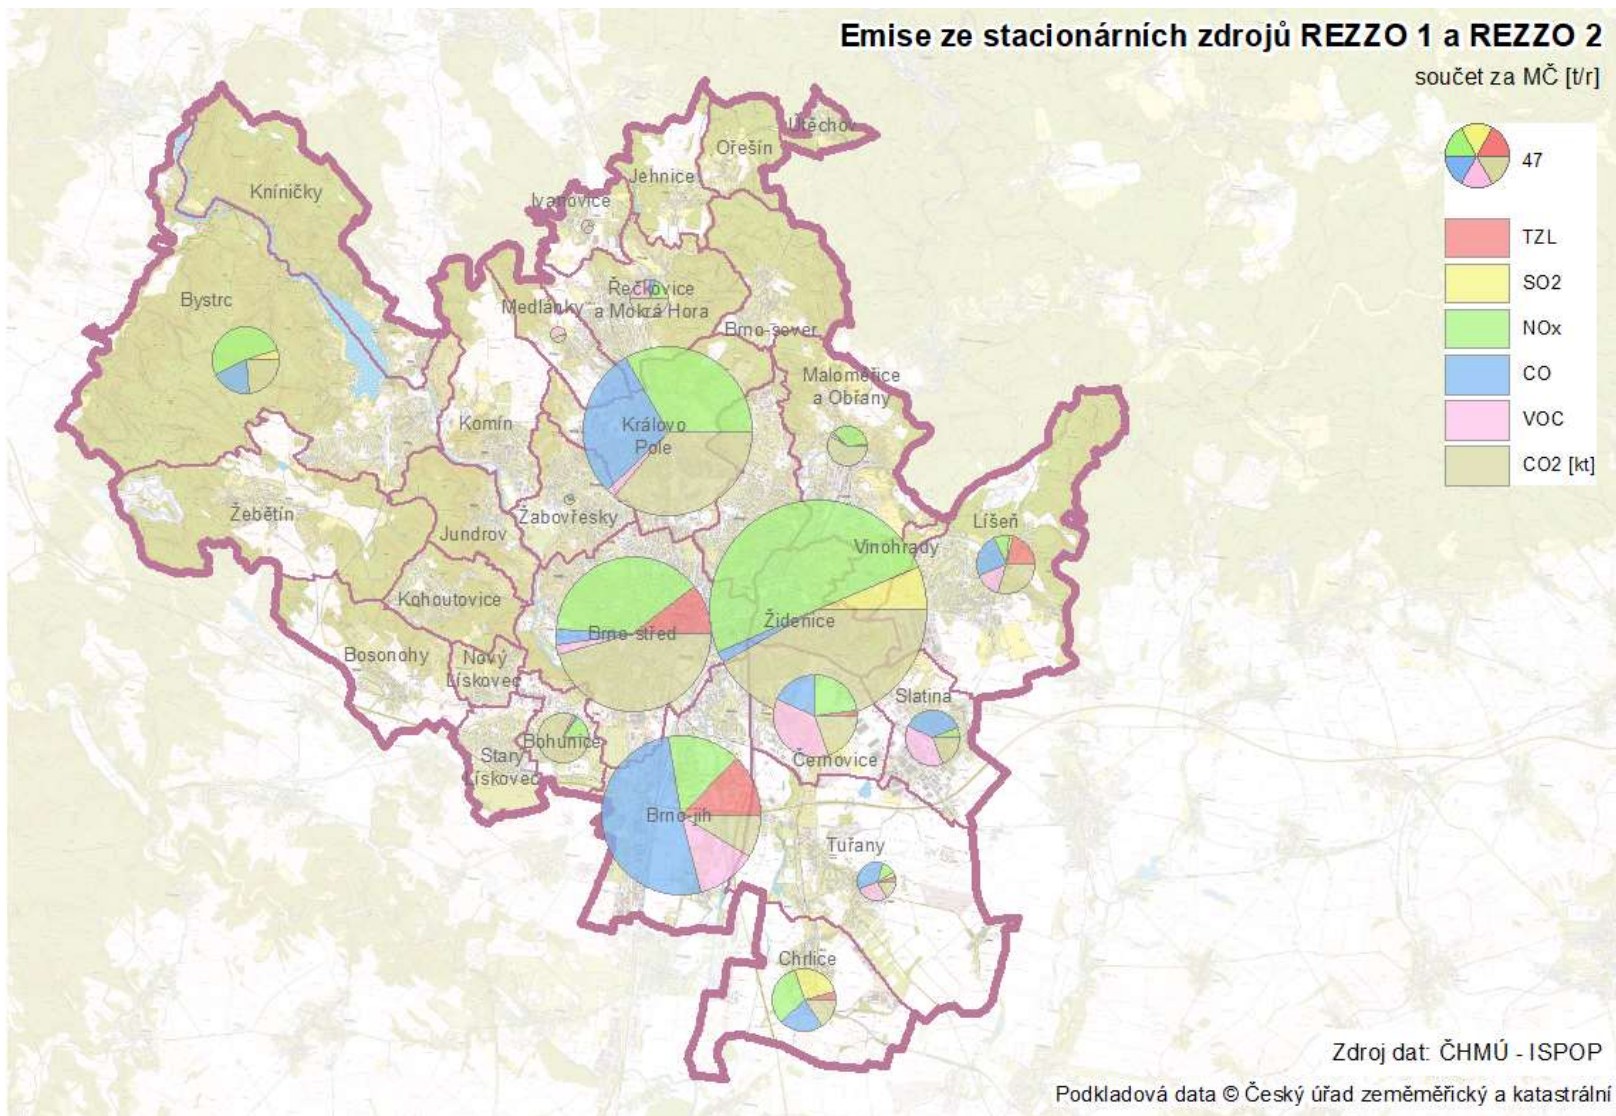 Emise ze stacionárních zdrojů REZZO 1 a REZZO 2
součet za MČ [t/r]
47
TZL
SO2
NOx
CO
VOC
CO2 [kt]
Útěchov
Ořešín
Jehnice
Ivanovice
Kníničky
Bystrc
Řečkovice
a Mokrá Hora
Medlánky
Brno-sever
Maloměřice
a Obřany
Komín
Královo
Pole
Žebětín
Žabovřesky
Jundrov
Líšeň
Vinohrady
Kohoutovice
Židenice
Brno-střed
Bosonohy
Nový
Lískovec
Slatina
Bohunice
Starý
Lískovec
Černovice
Brno-jih
Tuřany
Chrlice
Zdroj dat: ČHMÚ - ISPOP
Podkladová data © Český úřad zeměměřický a katastrální